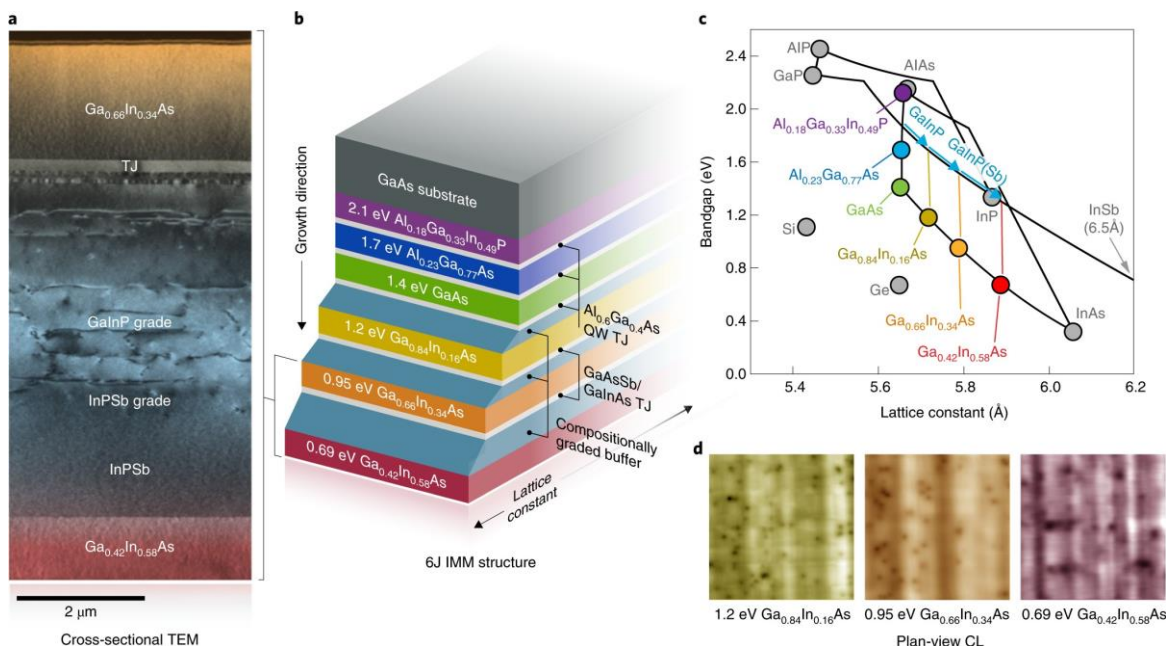 a
Ga0.66In0.34As
TJ
GaInP grade
InPSb grade
InPSb
Ga0.42In0.58As
2 μm
Cross-sectional TEM
b
Growth direction
GaAs substrate
2.1 eV Al0.18Ga0.33In0.49P
1.7 eV Al0.23Ga0.77As
1.4 eV GaAs
1.2 eV Ga0.84In0.16As
0.95 eV Ga0.66In0.34As
0.69 eV Ga0.42In0.58As
Al0.6Ga0.4As
QW TJ
GaAsSb/
GaInAs TJ
Compositionally
graded buffer
Lattice
constant
6J IMM structure
c
Bandgap (eV)
2.4
2.0
1.6
1.2
0.8
0.4
0.0
AlP
GaP
AlAs
Al0.18Ga0.33In0.49P
GaInP
GaInP(Sb)
Al0.23Ga0.77As
GaAs
InP
InSb
(6.5Å)
Si
Ga0.84In0.16As
Ge
InAs
Ga0.66In0.34As
Ga0.42In0.58As
5.4
5.6
5.8
6.0
6.2
Lattice constant (Å)
d
1.2 eV Ga0.84In0.16As
0.95 eV Ga0.66In0.34As
0.69 eV Ga0.42In0.58As
Plan-view CL